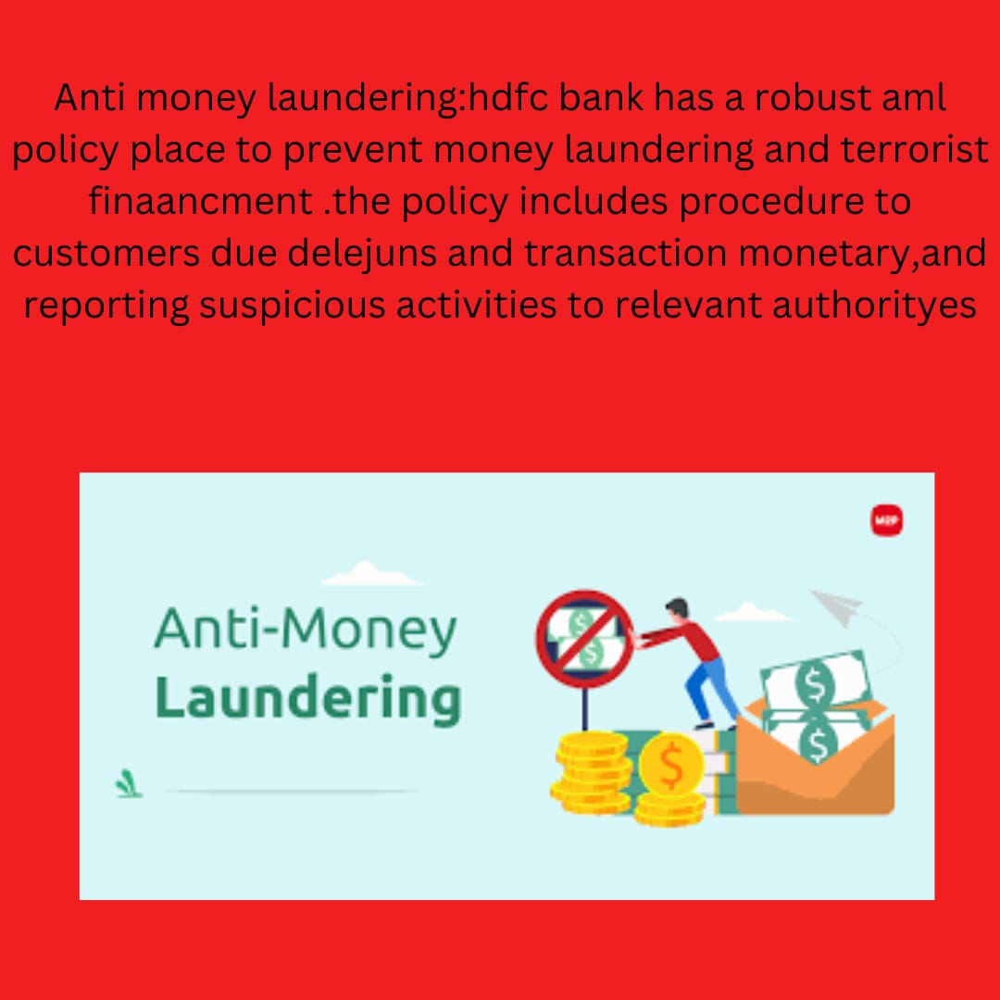 Anti money laundering:hdfc bank has a robust aml
policy place to prevent money laundering and terrorist
finaancment .the policy includes procedure to
customers due delejuns and transaction monetary,and
reporting suspicious activities to relevant authorityes
M2P
Anti-Money
Laundering
$
$
$
$
$